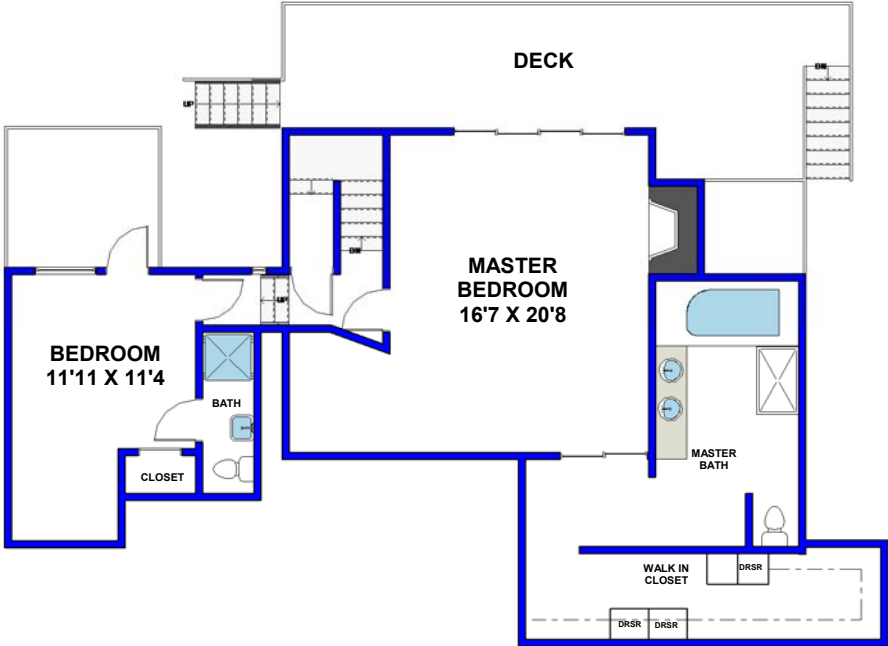 DECK
DN
UP
DN
MASTER
BEDROOM
16'7 X 20'8
UP
BEDROOM
11'11 X 11'4
BATH
CLOSET
MASTER
BATH
WALK IN
CLOSET
DRSR
DRSR
DRSR